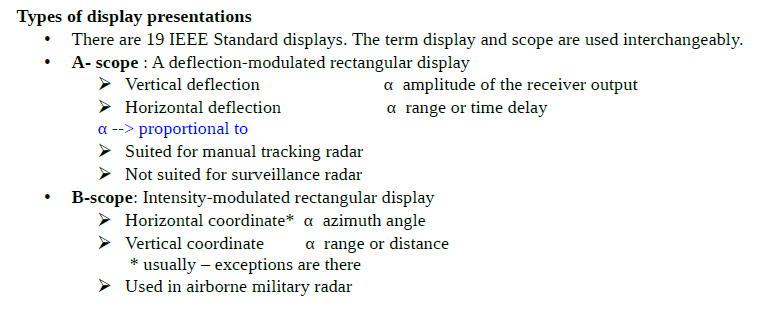 Types of display presentations
• There are 19 IEEE Standard displays. The term display and scope are used interchangeably.
• A- scope : A deflection-modulated rectangular display
➢ Vertical deflection α amplitude of the receiver output
➢ Horizontal deflection α range or time delay
α --> proportional to
➢ Suited for manual tracking radar
➢ Not suited for surveillance radar
• B-scope: Intensity-modulated rectangular display
➢ Horizontal coordinate* α azimuth angle
➢ Vertical coordinate α range or distance
* usually – exceptions are there
➢ Used in airborne military radar